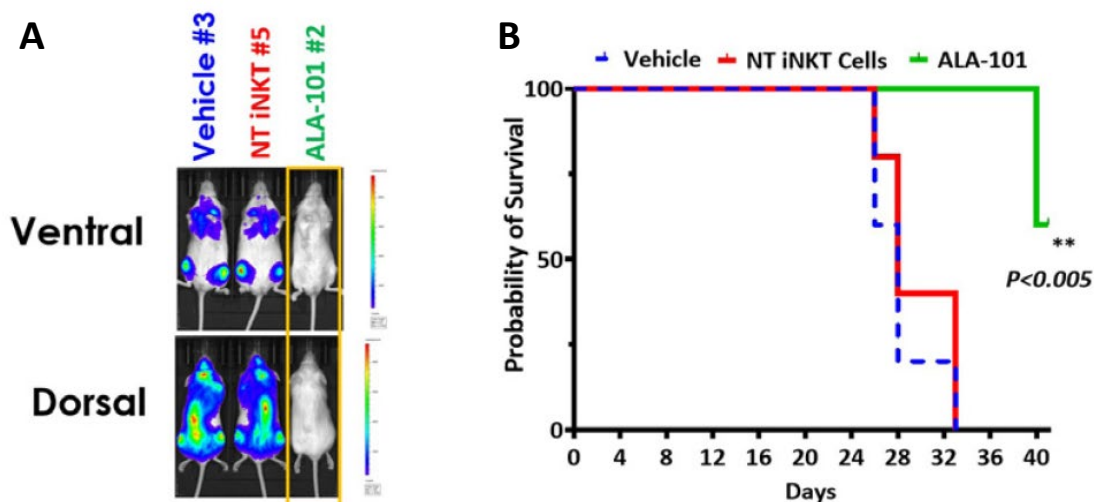 A
Vehicle #3
NT iNKT #5
ALA-101 #2
Ventral
Dorsal
B
Vehicle NT iNKT Cells ALA-101
Probability of Survival
100
50
0
**
P<0.005
0 4 8 12 16 20 24 28 32 36 40
Days